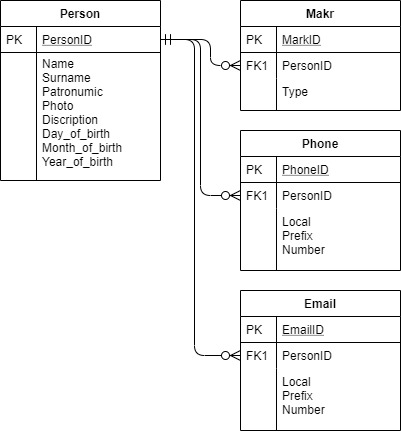 Person
PK PersonID
Name
Surname
Patronumic
Photo
Discription
Day_of_birth
Month_of_birth
Year_of_birth
Makr
PK MarkID
FK1 PersonID
Type
Phone
PK PhoneID
FK1 PersonID
Local
Prefix
Number
Email
PK EmailID
FK1 PersonID
Local
Prefix
Number